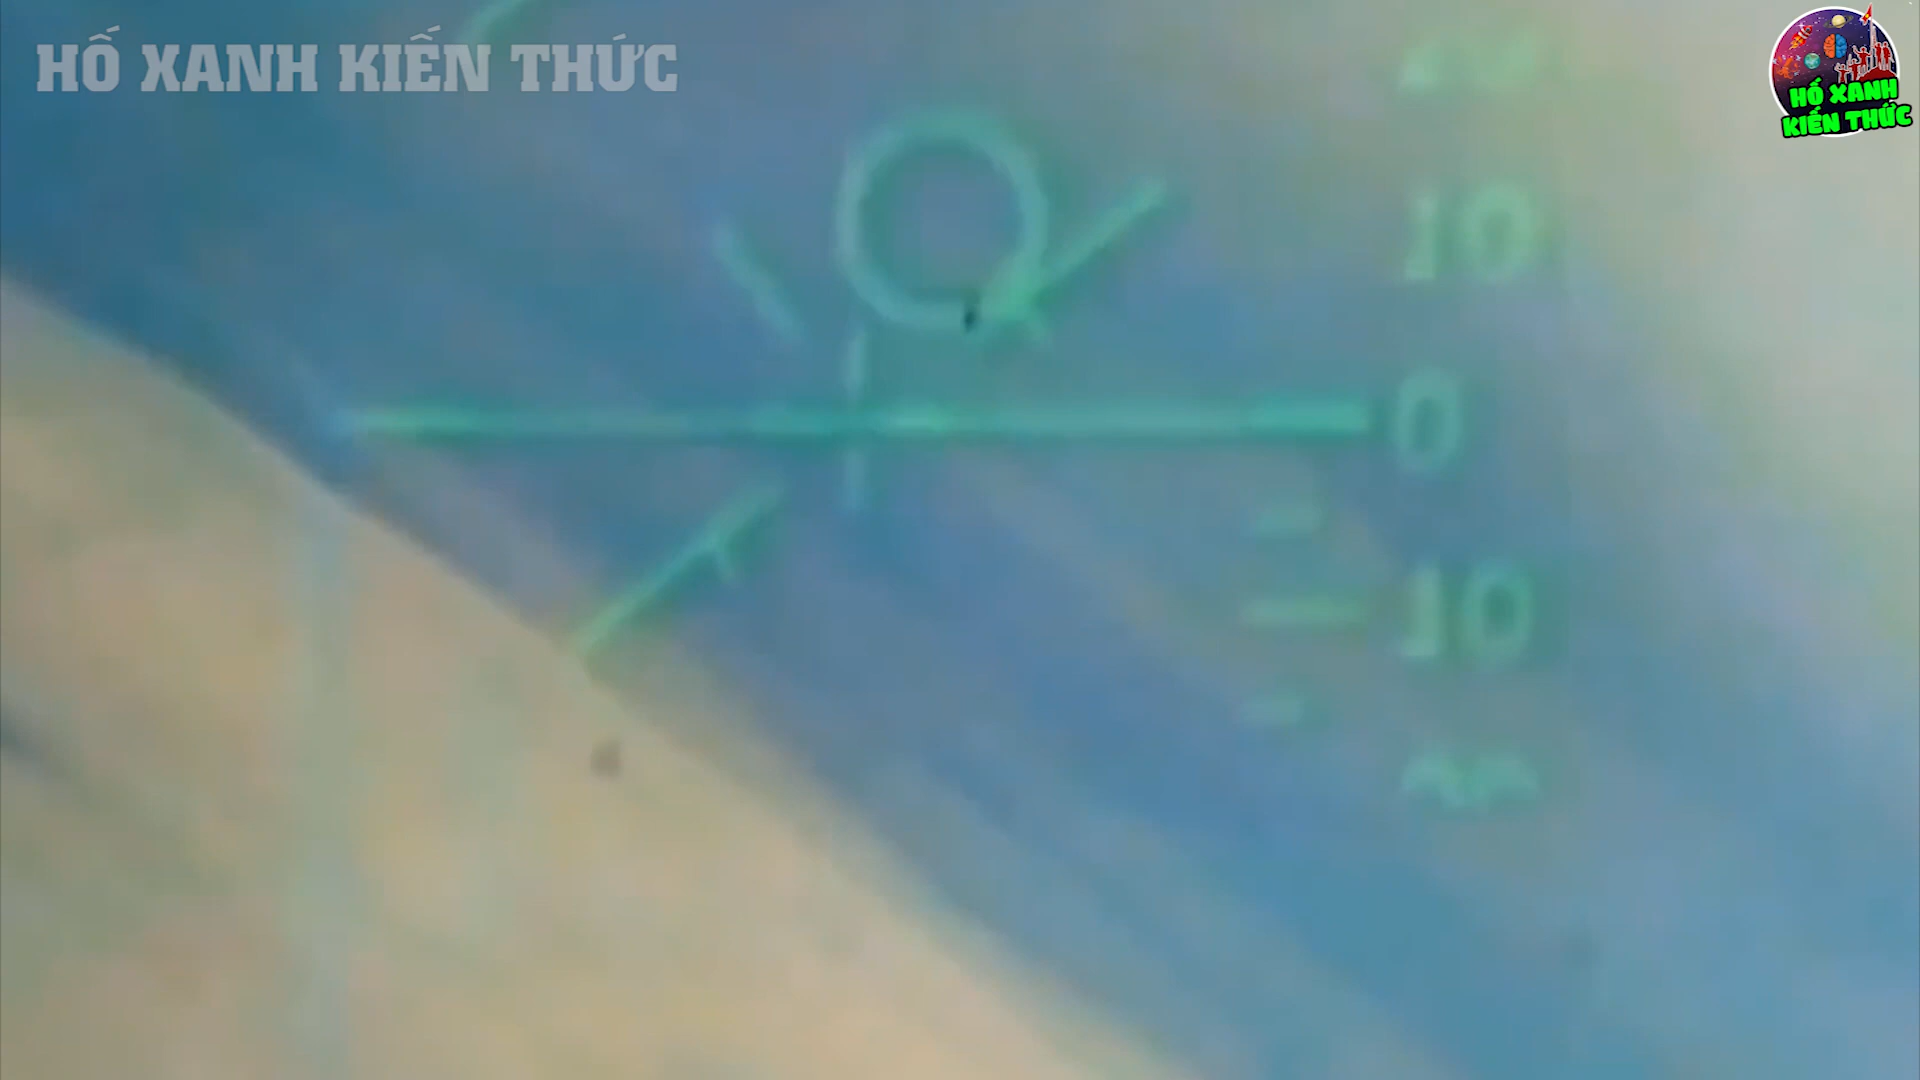 HỐ XANH KIẾN THỨC
HỐ XANH
KIẾN THỨC
10
0
10